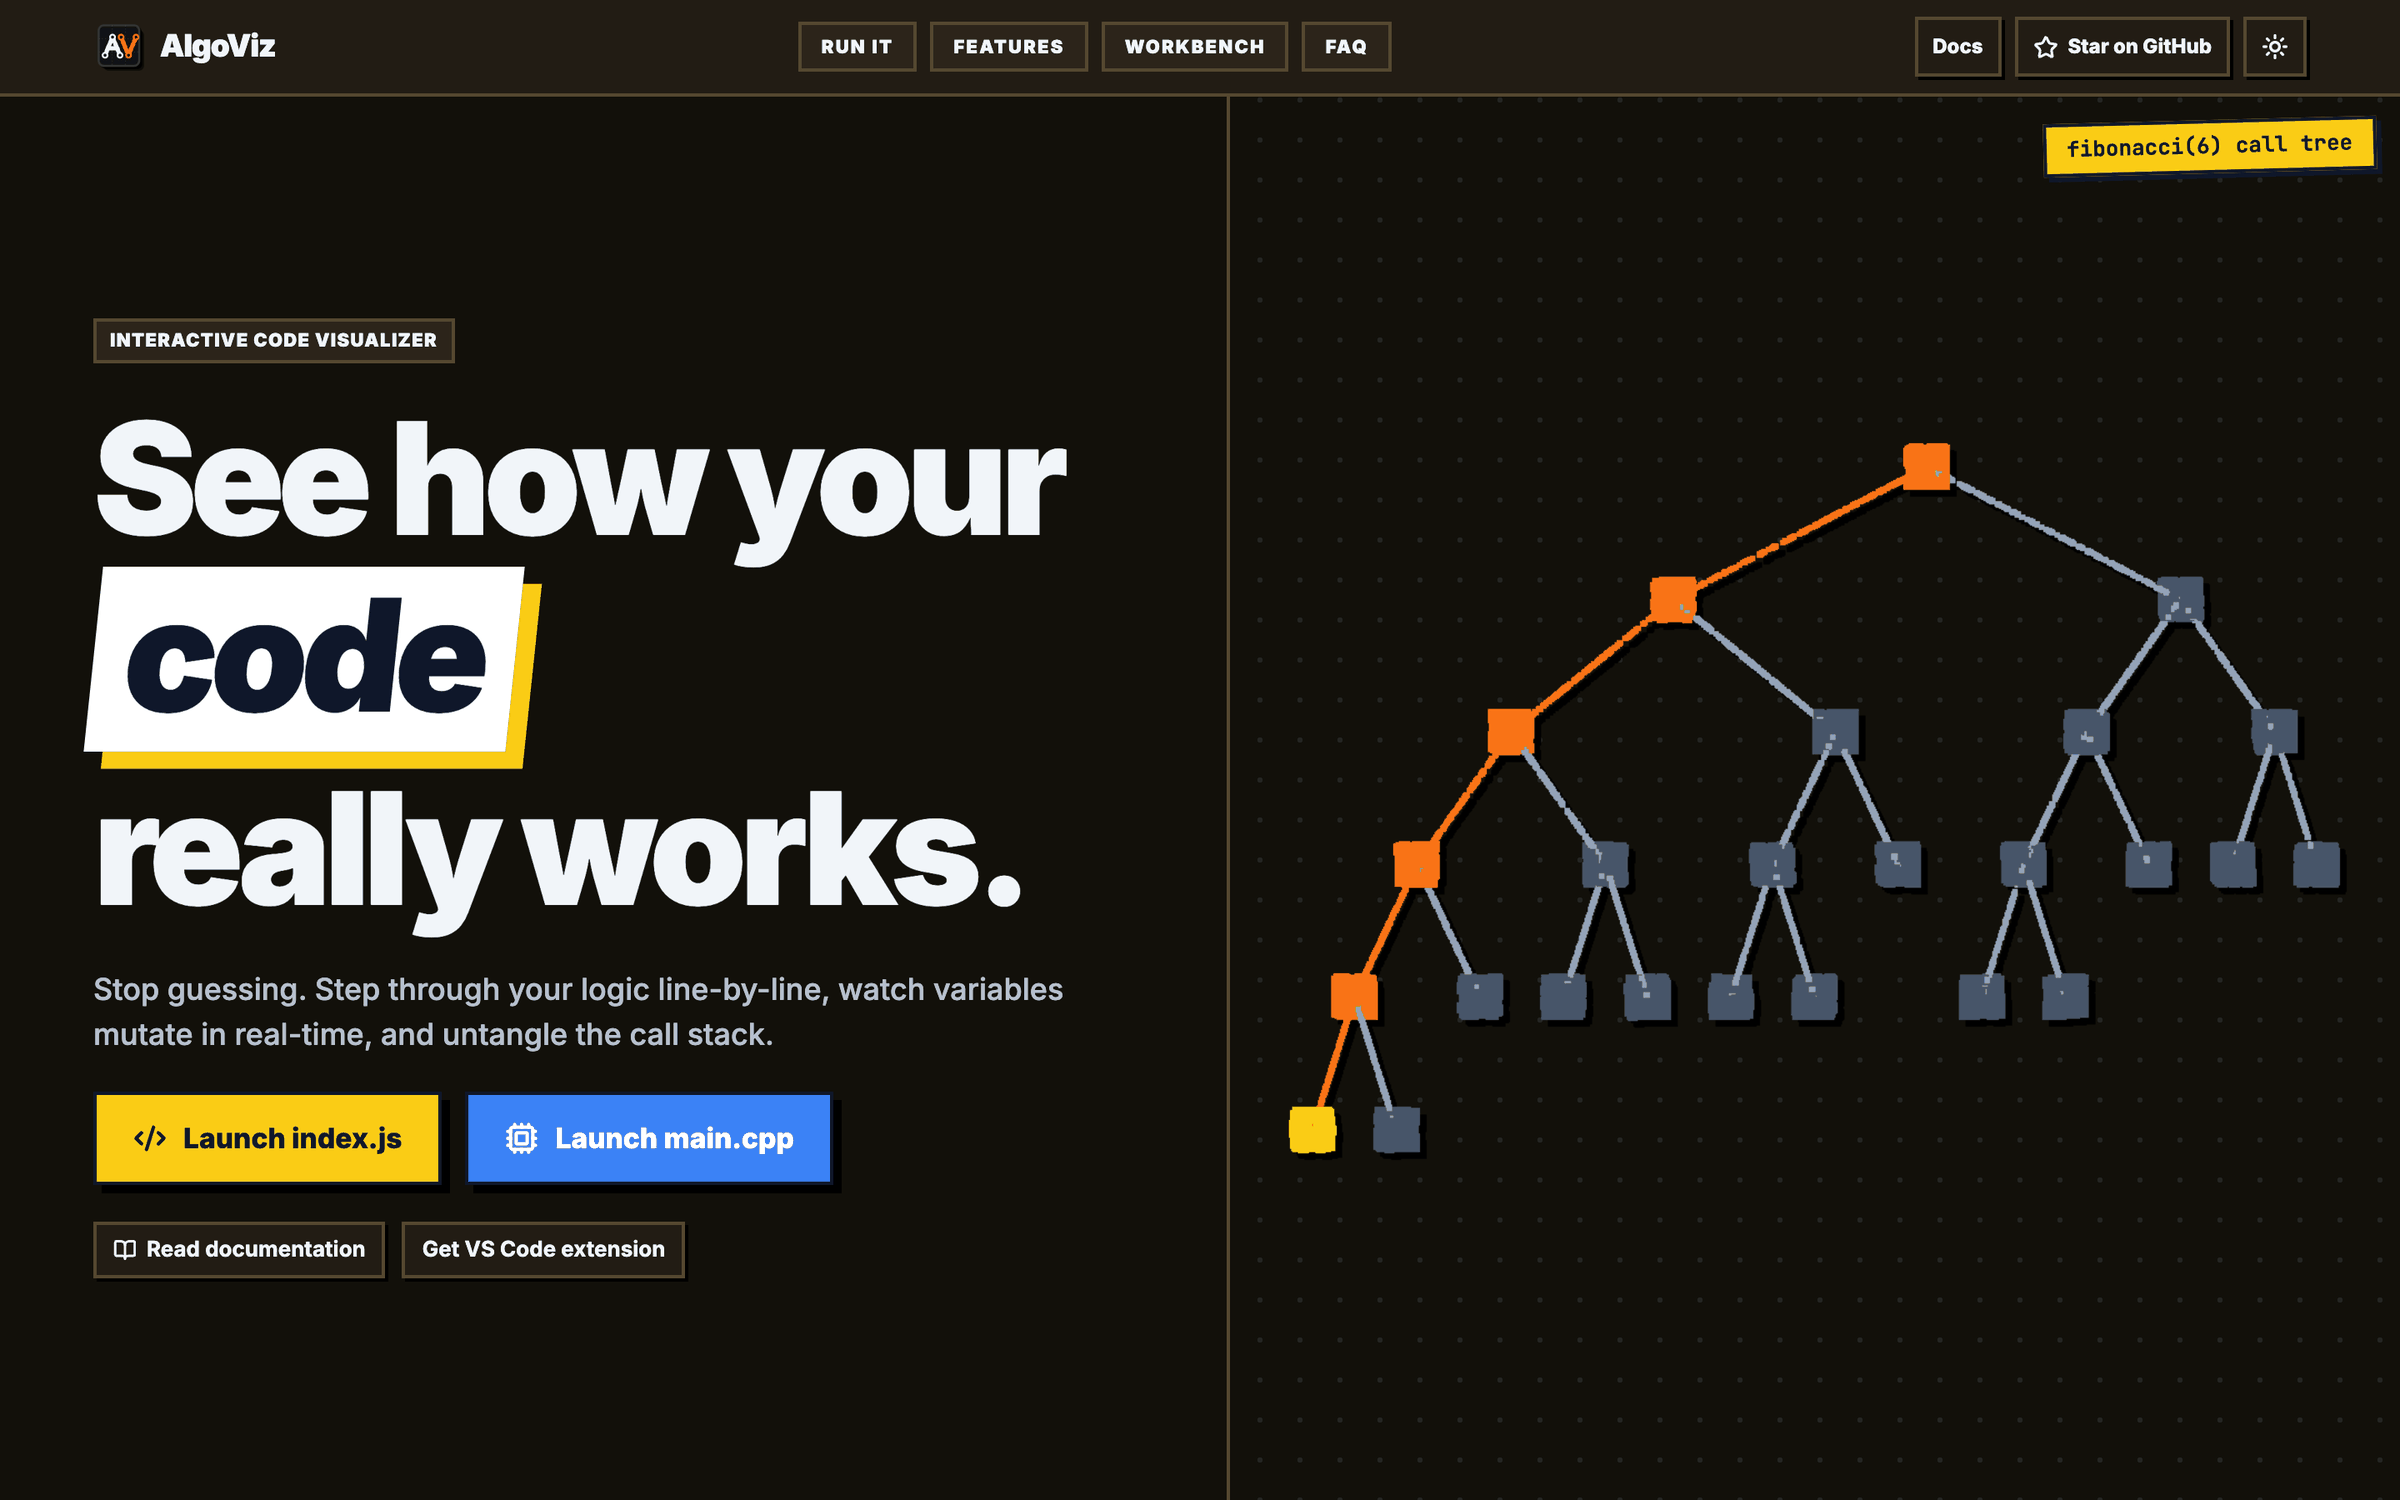 AlgoViz
RUN IT
FEATURES
WORKBENCH
FAQ
Docs
Star on GitHub
fibonacci(6) call tree
INTERACTIVE CODE VISUALIZER
See how your
code
really works.
Stop guessing. Step through your logic line-by-line, watch variables
mutate in real-time, and untangle the call stack.
Launch index.js
Launch main.cpp
Read documentation
Get VS Code extension